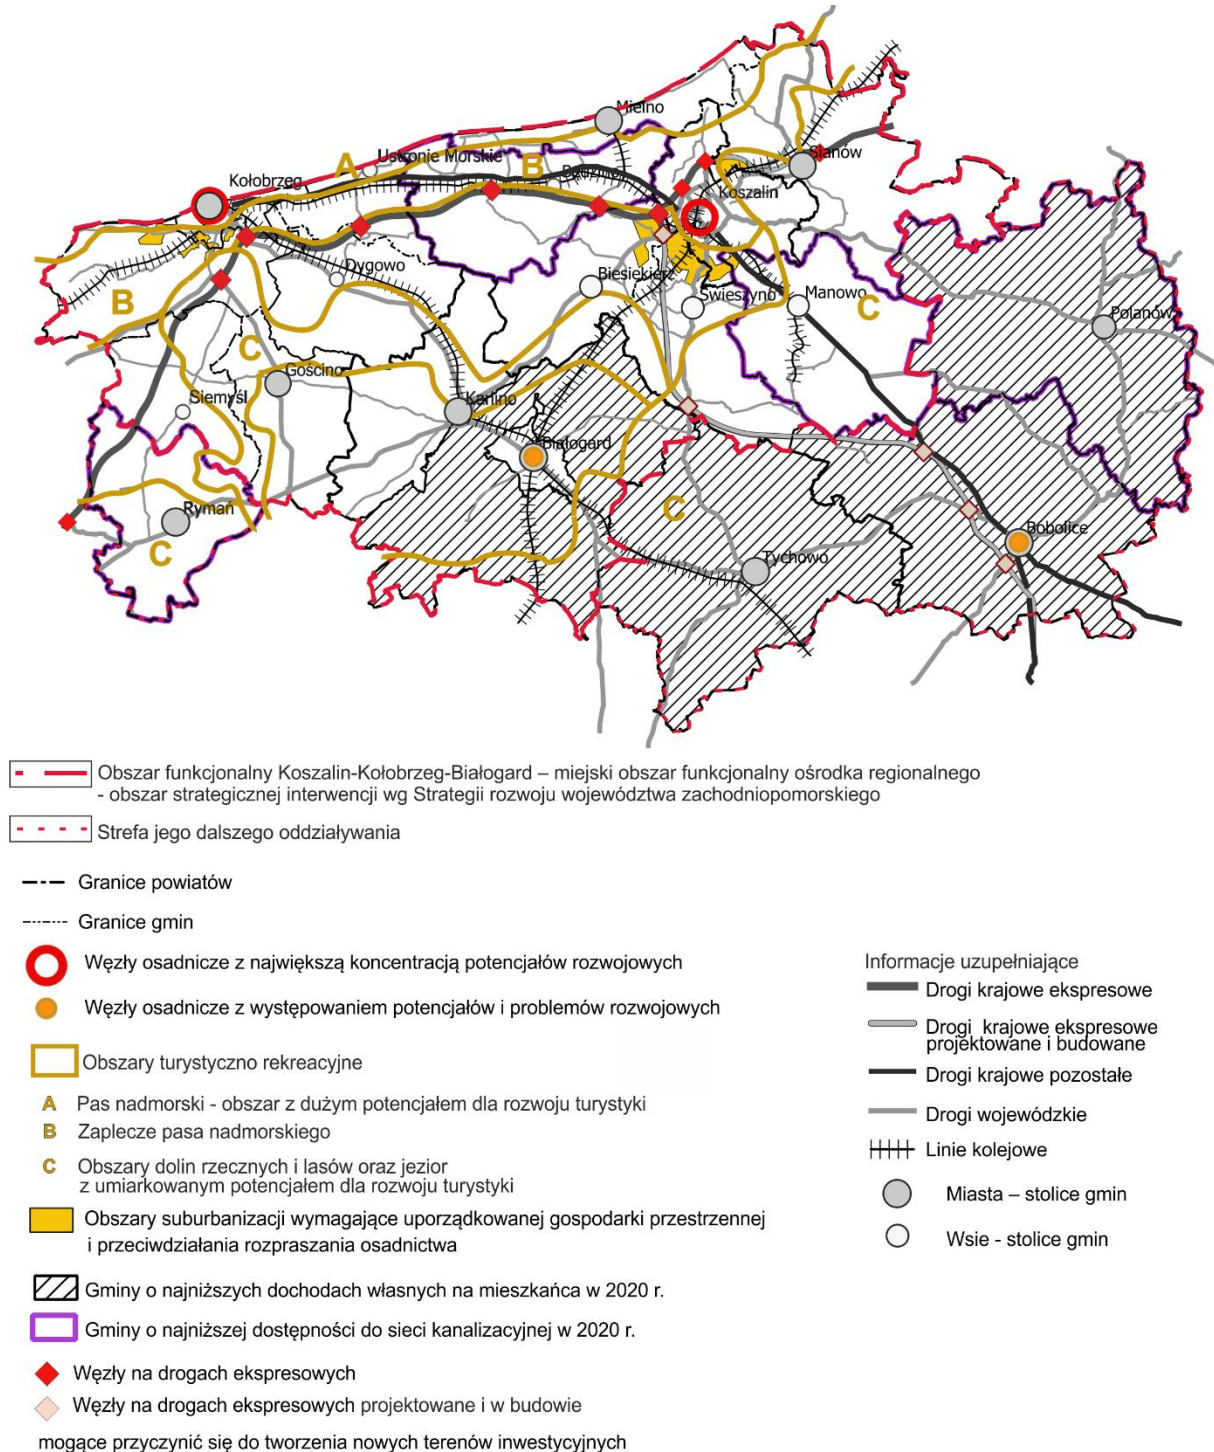 Mielno
Sianów
Ustronie Morskie
A
B
Będzino
Kołobrzeg
Koszalin
Dygowo
Biesiekierz
Świeszyno
Manowo
C
B
Polanów
C
Gościno
Siemyśl
Karlino
Białogard
Rymań
C
C
Tychowo
Bobolice
Obszar funkcjonalny Koszalin-Kołobrzeg-Białogard – miejski obszar funkcjonalny ośrodka regionalnego
- obszar strategicznej interwencji wg Strategii rozwoju województwa zachodniopomorskiego
Strefa jego dalszego oddziaływania
Granice powiatów
Granice gmin
Węzły osadnicze z największą koncentracją potencjałów rozwojowych
Węzły osadnicze z występowaniem potencjałów i problemów rozwojowych
Obszary turystyczno rekreacyjne
A Pas nadmorski - obszar z dużym potencjałem dla rozwoju turystyki
B Zaplecze pasa nadmorskiego
C Obszary dolin rzecznych i lasów oraz jezior
z umiarkowanym potencjałem dla rozwoju turystyki
Obszary suburbanizacji wymagające uporządkowanej gospodarki przestrzennej
i przeciwdziałania rozpraszania osadnictwa
Gminy o najniższych dochodach własnych na mieszkańca w 2020 r.
Gminy o najniższej dostępności do sieci kanalizacyjnej w 2020 r.
Węzły na drogach ekspresowych
Węzły na drogach ekspresowych projektowane i w budowie
mogące przyczynić się do tworzenia nowych terenów inwestycyjnych
Informacje uzupełniające
Drogi krajowe ekspresowe
Drogi krajowe ekspresowe
projektowane i budowane
Drogi krajowe pozostałe
Drogi wojewódzkie
Linie kolejowe
Miasta – stolice gmin
Wsie - stolice gmin